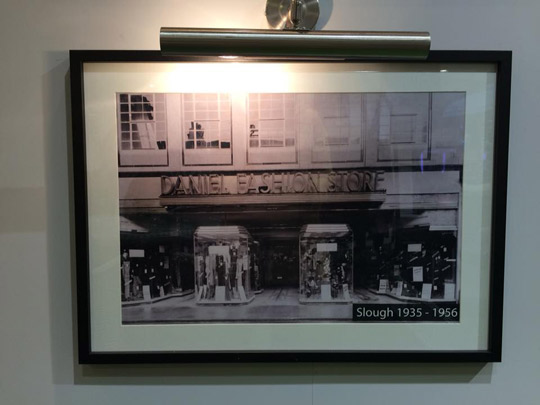 DANIEL FASHION STORE
Slough 1935 - 1956